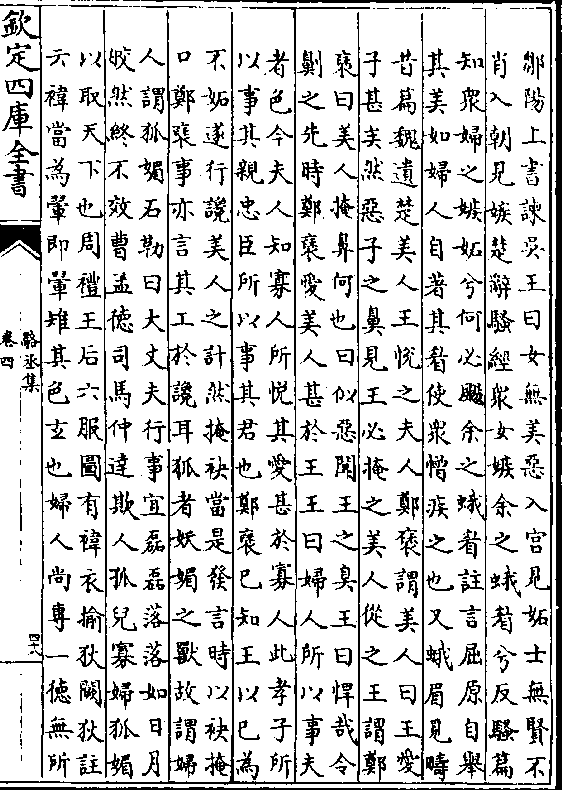 鄒陽上書諫吳王曰女無美惡入宮見妬士無賢不
肖入朝見嫉楚辭騷經衆女嫉余之蛾眉兮反騷篇
知衆婦之嫉妬兮何必颺余之蛾眉註言屈原自舉
其美如婦人自著其眉使衆憎疾之也又蛾眉見疇
昔篇魏遺楚美人王悅之夫人鄭褏謂美人曰王愛
子甚美然惡子之鼻見王必掩之美人從之王謂鄭
褏曰美人掩鼻何也曰似惡聞王之臭王曰悍哉令
劓之先時鄭褏愛美人甚於王王曰婦人所以事夫
者色今夫人知寡人所悅其愛甚於寡人此孝子所
以事其親忠臣所以事其君也鄭褏已知王以已為
不妬遂行讒美人之計然掩袂當是發言時以袂掩
口鄭褏事亦言其工於讒耳狐者妖媚之獸故謂婦
人謂狐媚石勒曰大丈夫行事宜磊磊落落如日月
皎然終不效曹孟德司馬仲達欺人孤兒寡婦狐媚
以取天下也周禮王后六服圖有褘衣揄狄闕狄註
云褘當為翬即翬雉其色玄也婦人尚專一德無所
欽定四庫全書
駱丞集
卷四
四十八